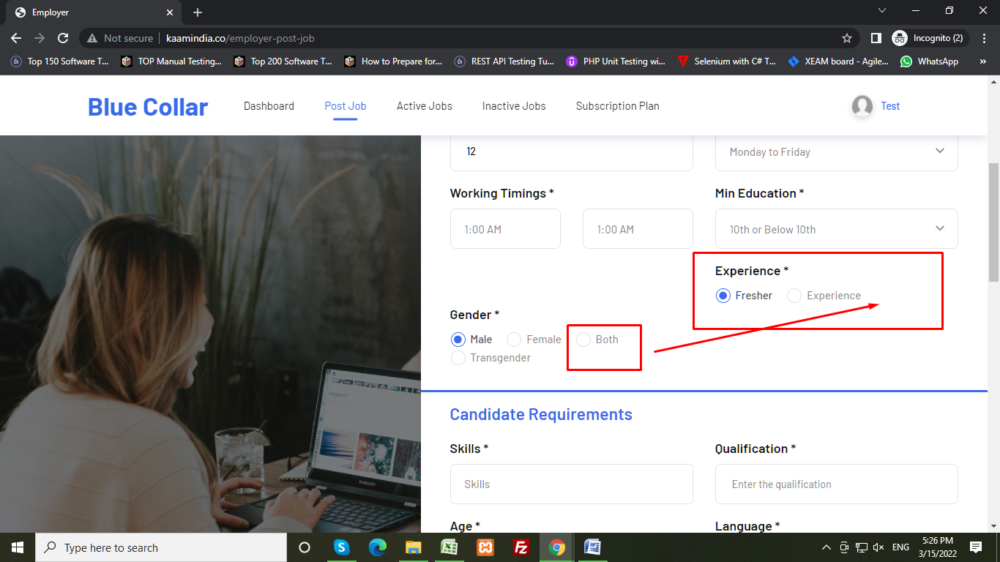 Employer
Not secure kaamindia.co/employer-post-job Incognito (2)
Top 150 Software T... TOP Manual Testing... Top 200 Software T... How to Prepare for... REST API Testing Tu... PHP Unit Testing wi... Selenium with C# T... XEAM board - Agile... WhatsApp »
Blue Collar Dashboard Post Job Active Jobs Inactive Jobs Subscription Plan Test
12 Monday to Friday
Working Timings * Min Education *
1:00 AM 1:00 AM 10th or Below 10th
Experience *
Fresher Experience
Gender *
Male Female Both
Transgender
Candidate Requirements
Skills * Qualification *
Skills Enter the qualification
Age * Language *
SAMSUNG
Type here to search ENG 5:26 PM
3/15/2022